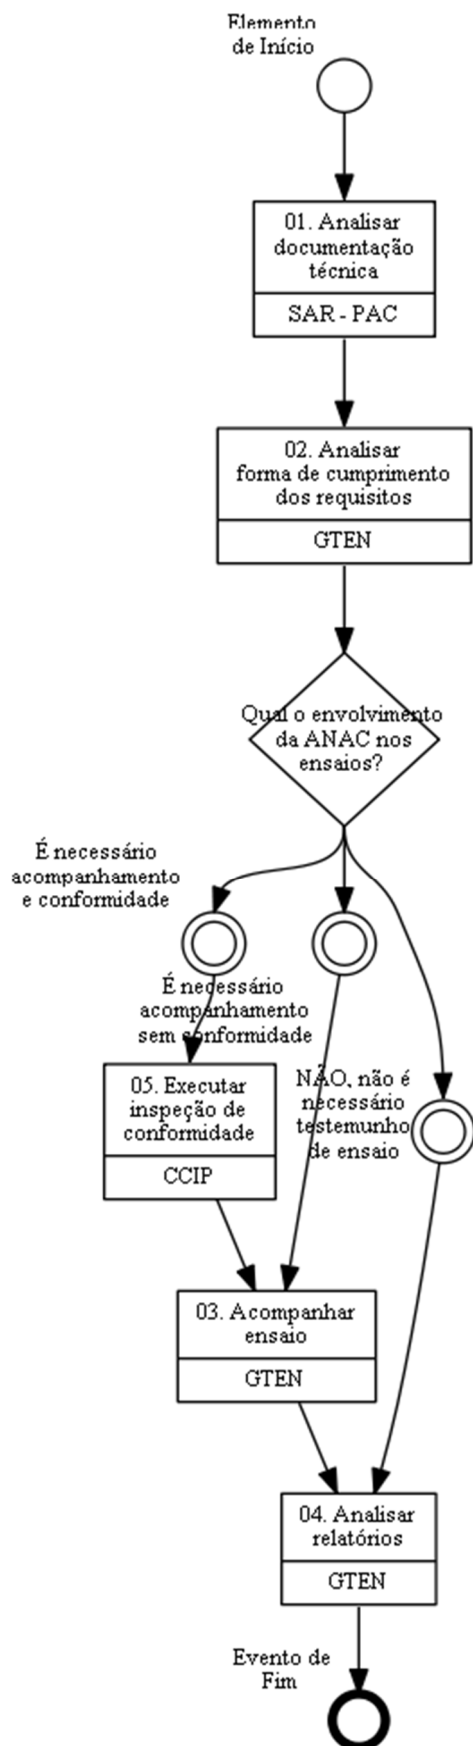 Elemento
de Início
01. Analisar
documentação
técnica
SAR - PAC
02. Analisar
forma de cumprimento
dos requisitos
GTEN
Qual o envolvimento
da ANAC nos
ensaios?
É necessário
acompanhamento
e conformidade
É necessário
acompanhamento
sem conformidade
NÃO, não é
necessário
testemunho
de ensaio
05. Executar
inspeção de
conformidade
CCIP
03. Acompanhar
ensaio
GTEN
04. Analisar
relatórios
GTEN
Evento de
Fim